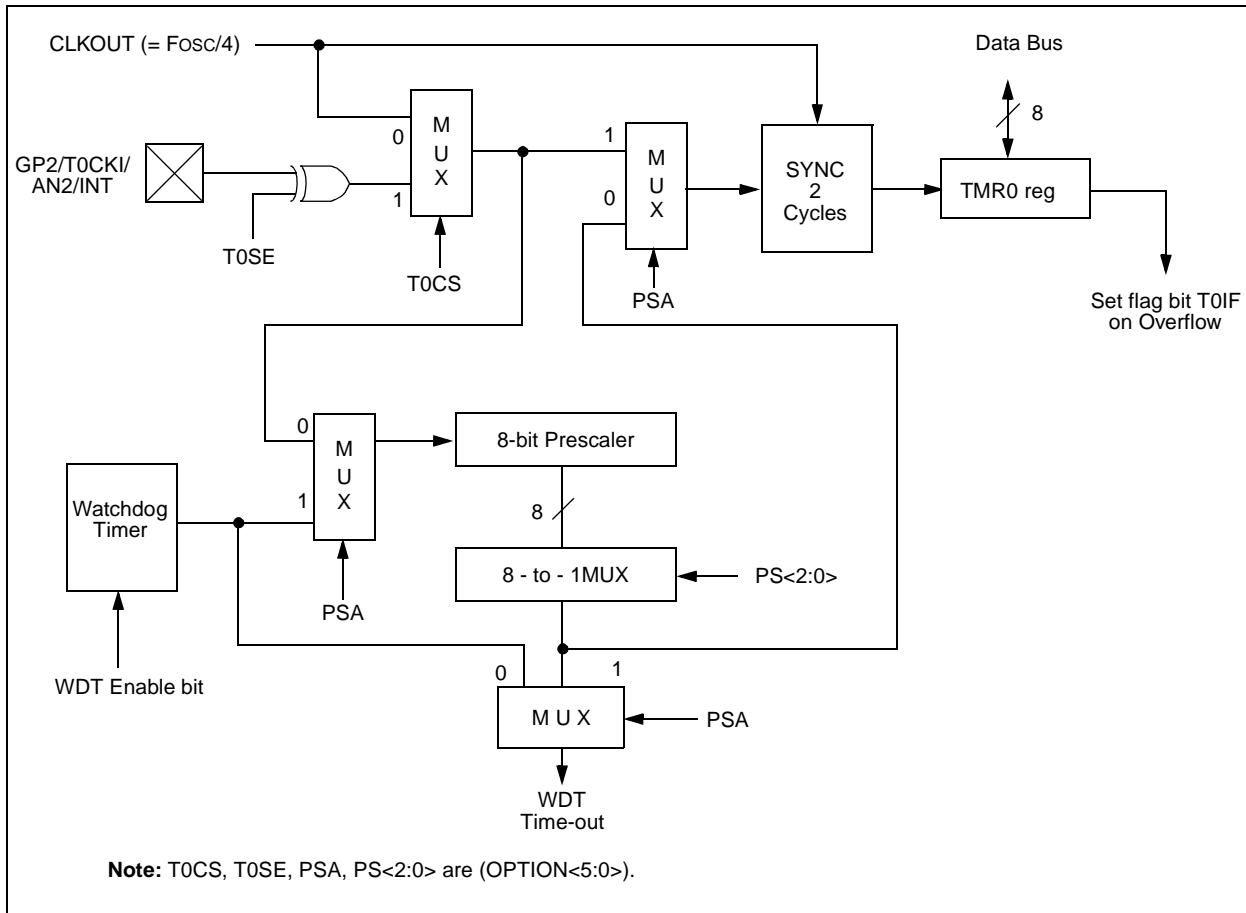 CLKOUT (= FOSC/4)
Data Bus
8
M
U
X
0
1
GP2/T0CKI/
AN2/INT
T0SE
T0CS
1
0
M
U
X
PSA
SYNC
2
Cycles
TMR0 reg
Set flag bit T0IF
on Overflow
0
1
M
U
X
PSA
8-bit Prescaler
8
Watchdog
Timer
8 - to - 1MUX
PS<2:0>
WDT Enable bit
0
1
M U X
PSA
WDT
Time-out
Note: T0CS, T0SE, PSA, PS<2:0> are (OPTION<5:0>).